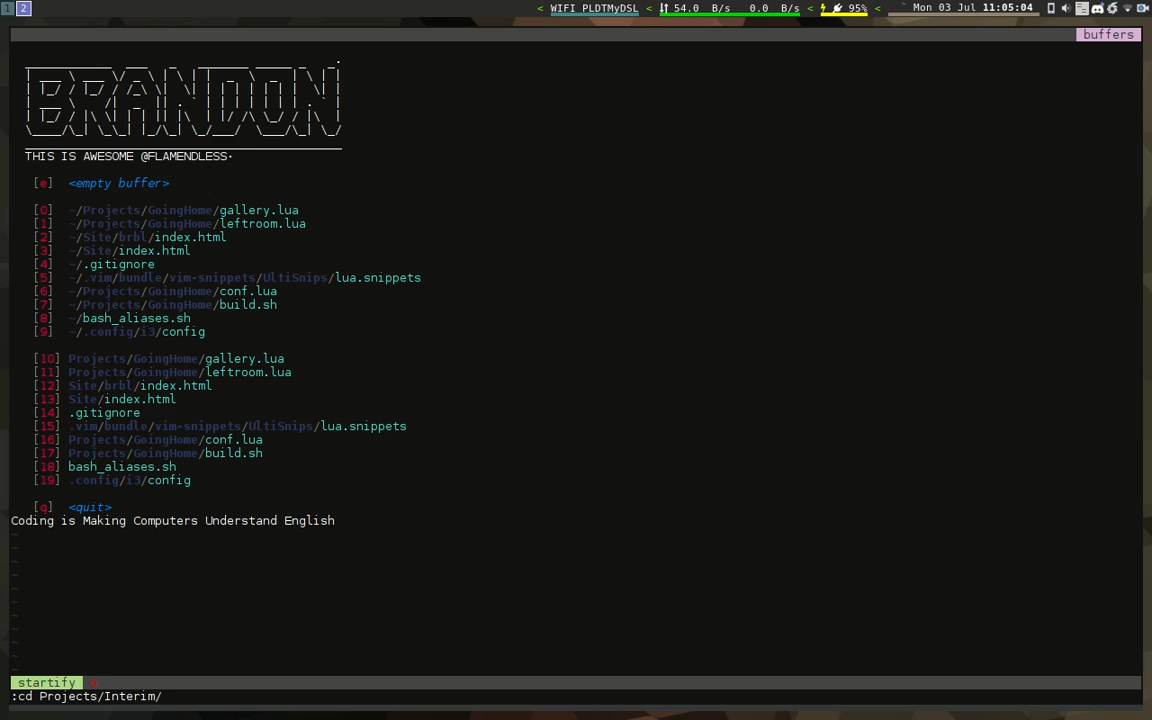 1 2
< WIFI PLDTMyDSL < 54.0 B/s 0.0 B/s < 95% < Mon 03 Jul 11:05:04
buffers
BRANDON
THIS IS AWESOME @FLAMENDLESS·
[e] <empty buffer>
[0] ~/Projects/GoingHome/gallery.lua
[1] ~/Projects/GoingHome/leftroom.lua
[2] ~/Site/brbl/index.html
[3] ~/Site/index.html
[4] ~/.gitignore
[5] ~/.vim/bundle/vim-snippets/UltiSnips/lua.snippets
[6] ~/Projects/GoingHome/conf.lua
[7] ~/Projects/GoingHome/build.sh
[8] ~/bash_aliases.sh
[9] ~/.config/i3/config
[10] Projects/GoingHome/gallery.lua
[11] Projects/GoingHome/leftroom.lua
[12] Site/brbl/index.html
[13] Site/index.html
[14] .gitignore
[15] .vim/bundle/vim-snippets/UltiSnips/lua.snippets
[16] Projects/GoingHome/conf.lua
[17] Projects/GoingHome/build.sh
[18] bash_aliases.sh
[19] .config/i3/config
[q] <quit>
Coding is Making Computers Understand English
~
~
~
~
~
~
~
~
~
~
~
startify
:cd Projects/Interim/